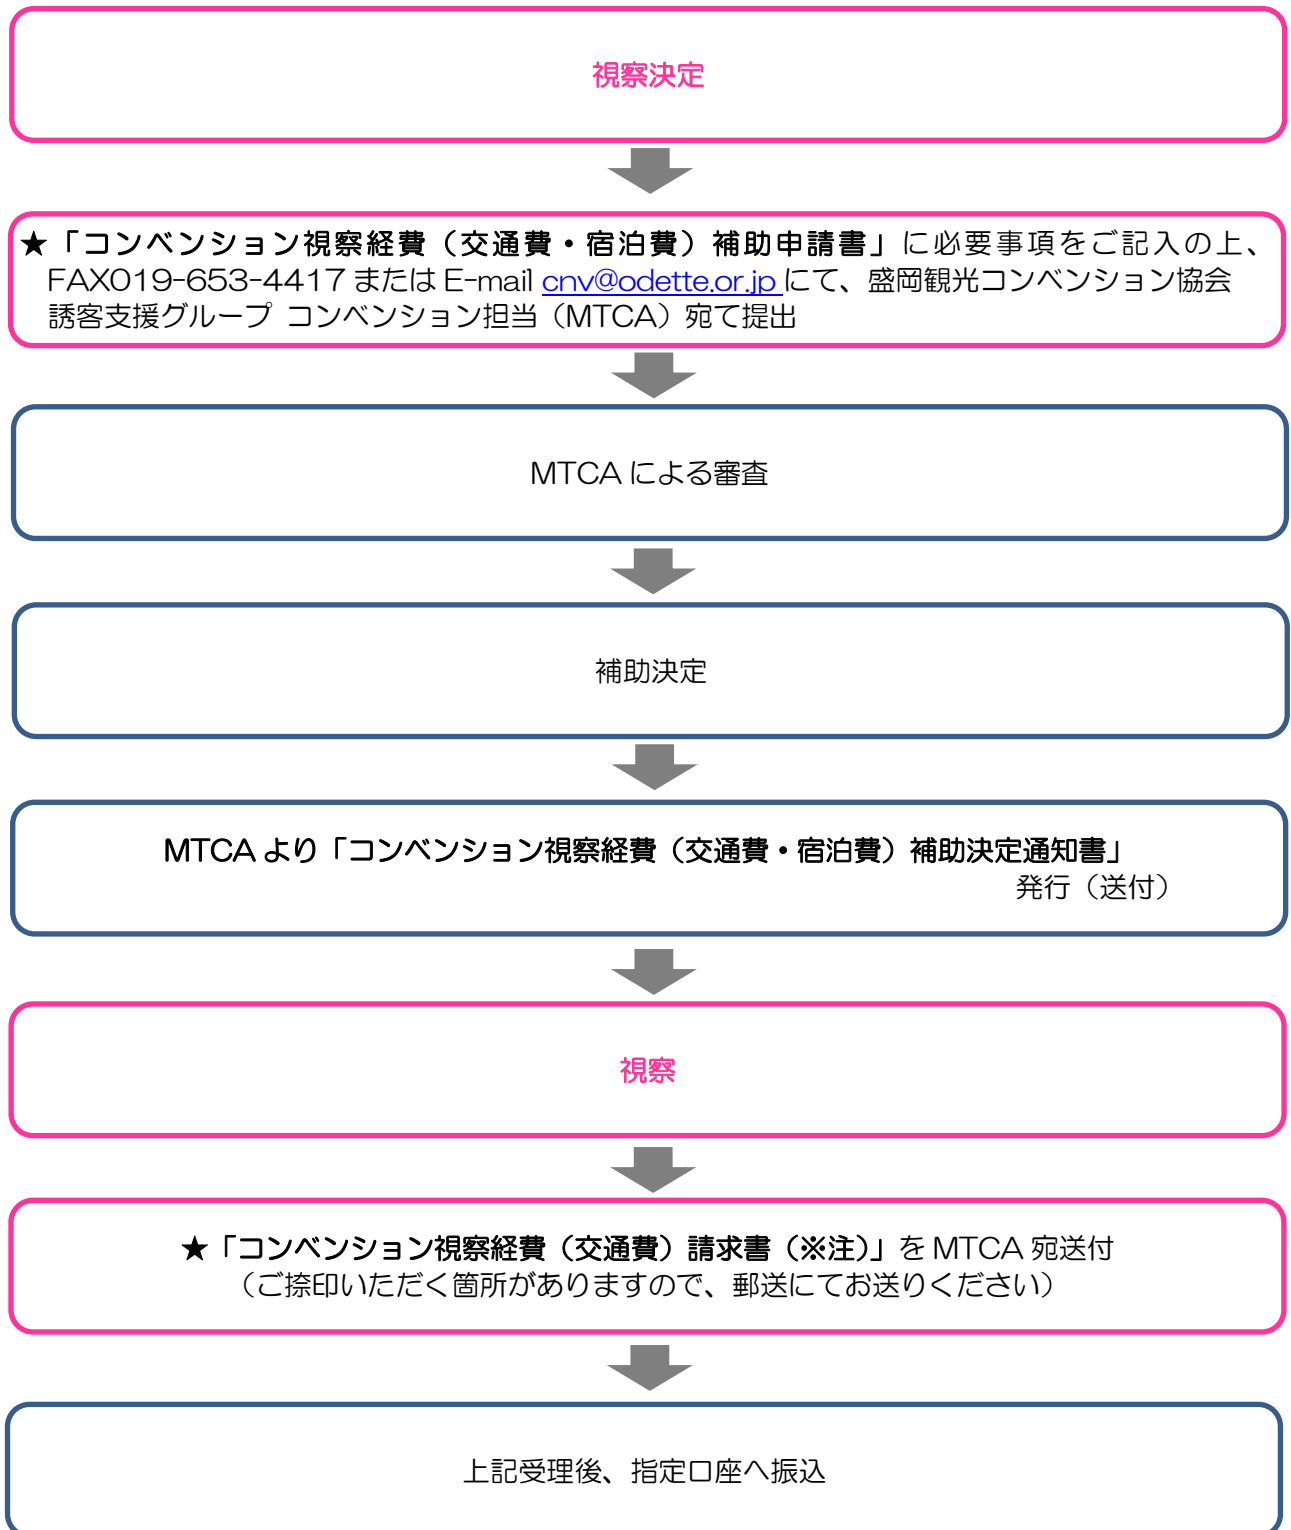 視察決定
★「コンベンション視察経費（交通費・宿泊費）補助申請書」に必要事項をご記入の上、
FAX019-653-4417 または E-mail cnv@odette.or.jp にて、盛岡観光コンベンション協会
誘客支援グループ コンベンション担当（MTCA）宛て提出
MTCA による審査
補助決定
MTCA より「コンベンション視察経費（交通費・宿泊費）補助決定通知書」
発行（送付）
視察
★「コンベンション視察経費（交通費）請求書（※注）」を MTCA 宛送付
（ご捺印いただく箇所がありますので、郵送にてお送りください）
上記受理後、指定口座へ振込